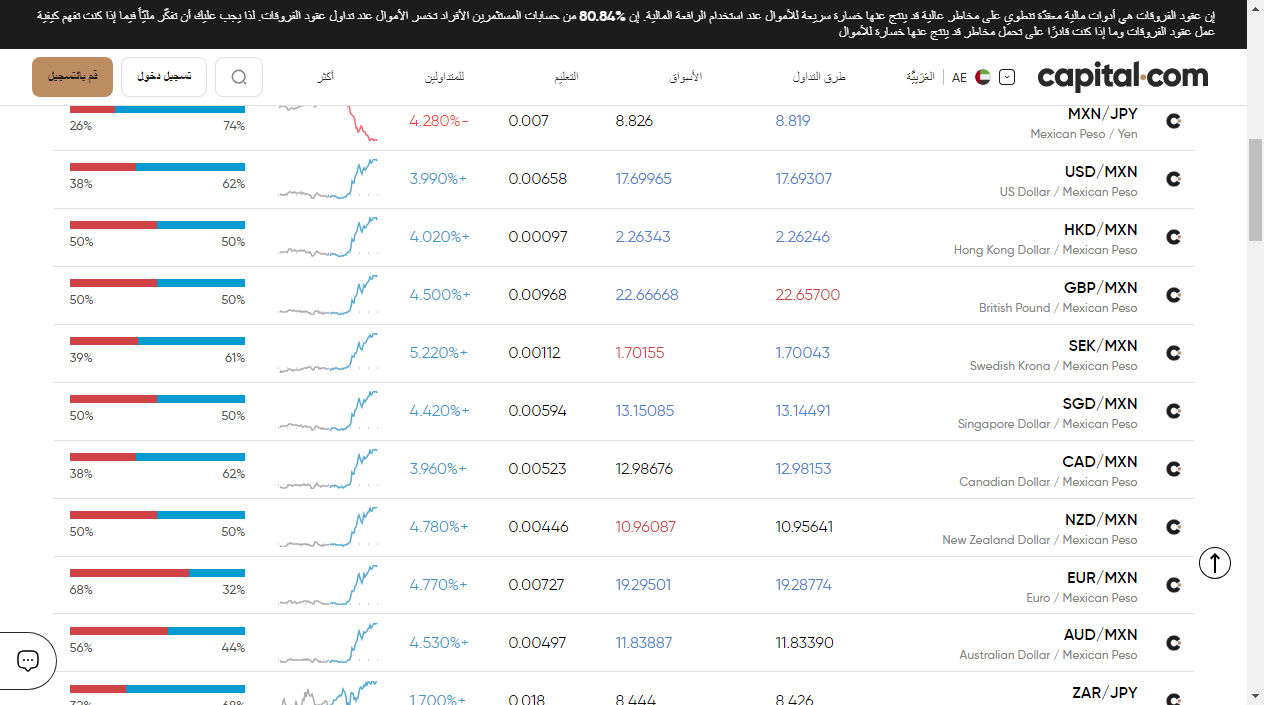 إن عقود الفروقات هي أدوات مالية معقدّة تنطوي على مخاطر عالية قد ينتج عنها خسارة سريعة للأموال عند استخدام الرافعة المالية. إن 80.84% من حسابات المستثمرين الأفراد تخسر الأموال عند تداول عقود الفروقات. لذا يجب عليك أن تفكّر مليّاً فيما إذا كنت تفهم كيفية
عمل عقود الفروقات وما إذا كنت قادرًا على تحمل مخاطر قد ينتج عنها خسارة للأموال
capital.com AE العَرَبِيَّة طرق التداول الأسواق التعليم للمتداولين أكثر تسجيل دخول قم بالتسجيل
MXN/JPY 8.819 8.826 0.007 4.280%- 74% 26%
Mexican Peso / Yen
USD/MXN 17.69307 17.69965 0.00658 3.990%+ 62% 38%
US Dollar / Mexican Peso
HKD/MXN 2.26246 2.26343 0.00097 4.020%+ 50% 50%
Hong Kong Dollar / Mexican Peso
GBP/MXN 22.65700 22.66668 0.00968 4.500%+ 50% 50%
British Pound / Mexican Peso
SEK/MXN 1.70043 1.70155 0.00112 5.220%+ 61% 39%
Swedish Krona / Mexican Peso
SGD/MXN 13.14491 13.15085 0.00594 4.420%+ 50% 50%
Singapore Dollar / Mexican Peso
CAD/MXN 12.98153 12.98676 0.00523 3.960%+ 62% 38%
Canadian Dollar / Mexican Peso
NZD/MXN 10.95641 10.96087 0.00446 4.780%+ 50% 50%
New Zealand Dollar / Mexican Peso
EUR/MXN 19.28774 19.29501 0.00727 4.770%+ 32% 68%
Euro / Mexican Peso
AUD/MXN 11.83390 11.83887 0.00497 4.530%+ 44% 56%
Australian Dollar / Mexican Peso
ZAR/JPY 8.426 8.444 0.018 1.700%+